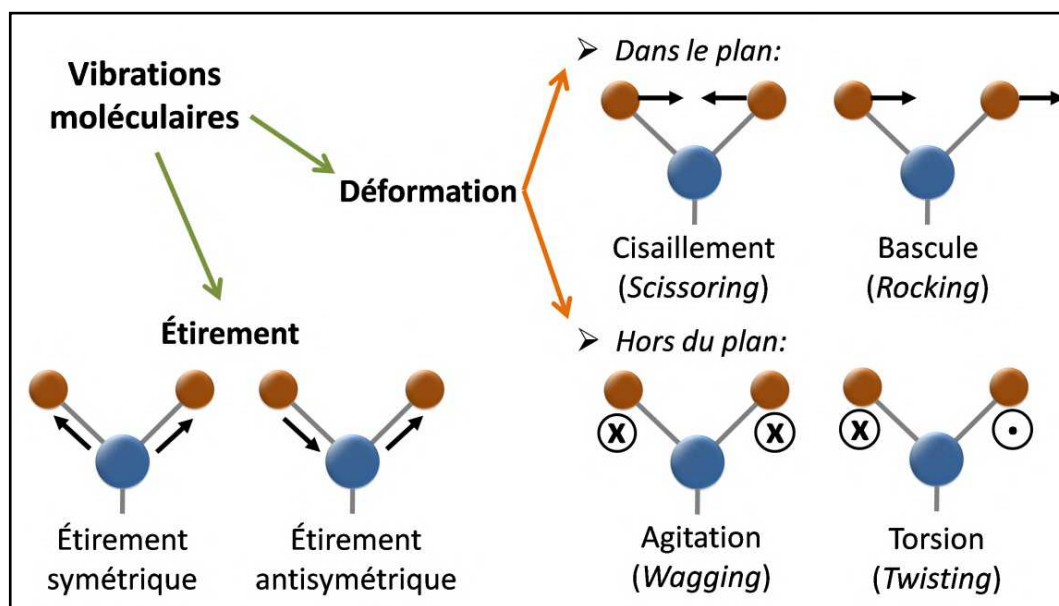 Vibrations
moléculaires
Déformation
➤ Dans le plan:
Cisaillement
(Scissoring)
Bascule
(Rocking)
Étirement
Étirement
symétrique
Étirement
antisymétrique
➤ Hors du plan:
X
X
X
Agitation
(Wagging)
Torsion
(Twisting)